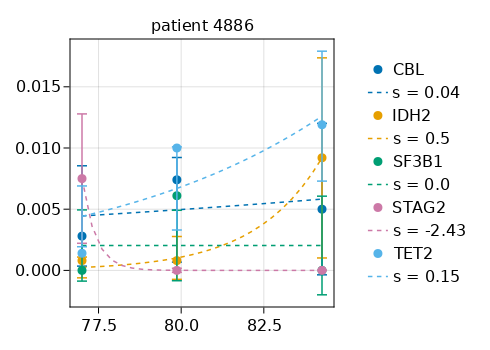 patient 4886
0.015
0.010
0.005
0.000
77.5 80.0 82.5
CBL
s = 0.04
IDH2
s = 0.5
SF3B1
s = 0.0
STAG2
s = -2.43
TET2
s = 0.15